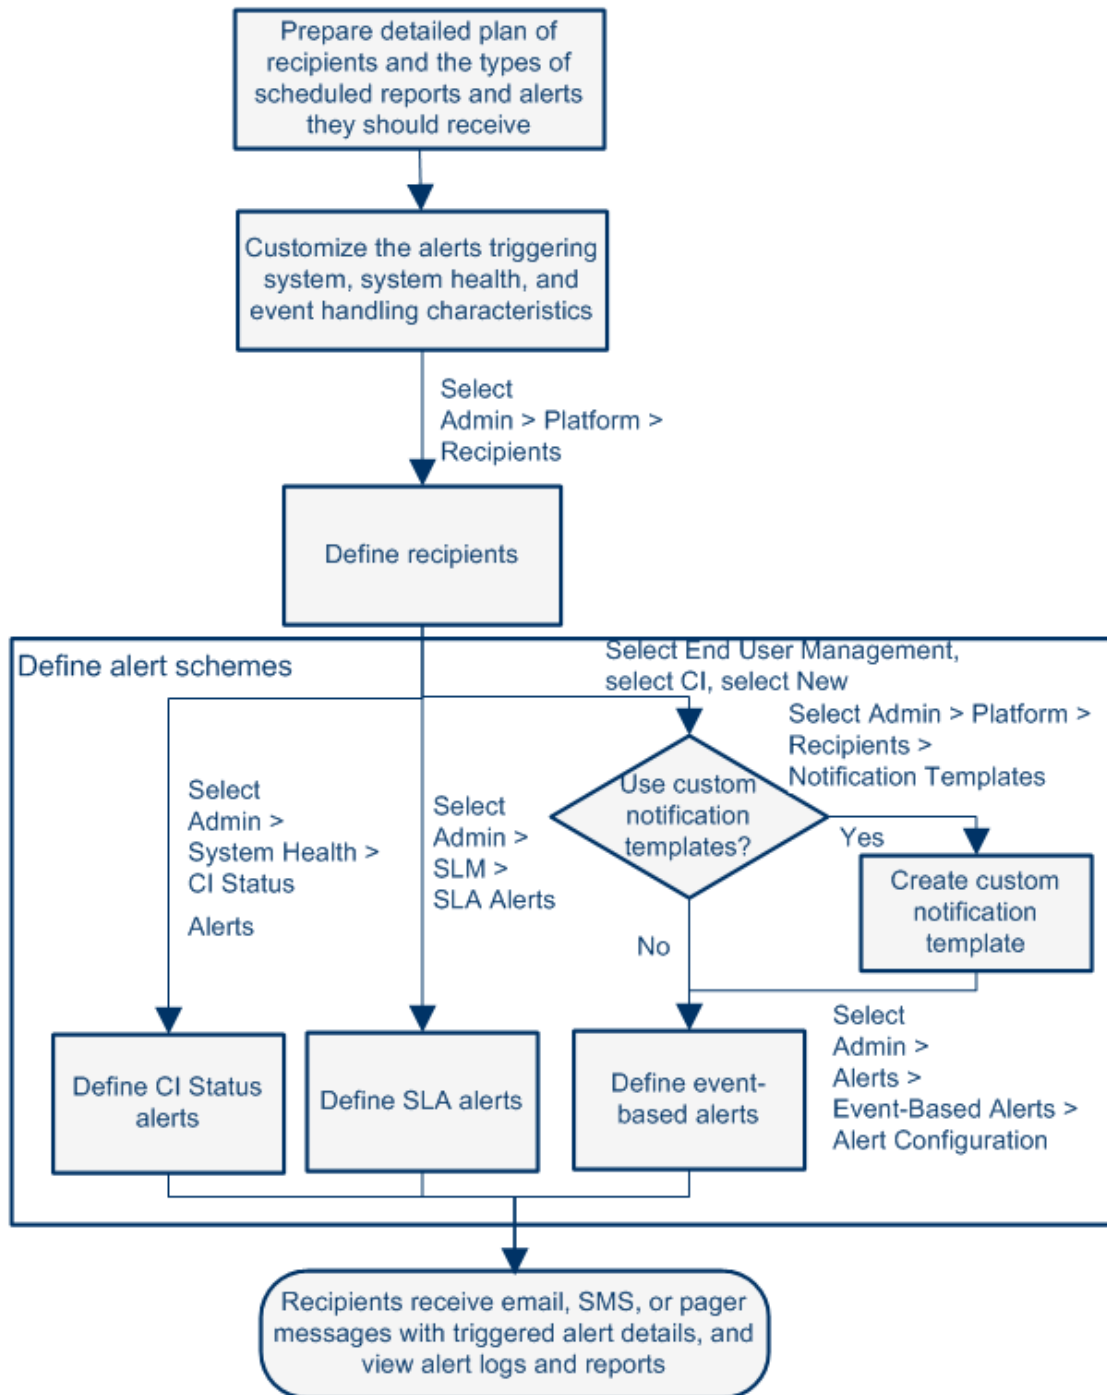 Prepare detailed plan of
recipients and the types of
scheduled reports and alerts
they should receive
Customize the alerts triggering
system, system health, and
event handling characteristics
Select
Admin > Platform >
Recipients
Define recipients
Define alert schemes
Select End User Management,
select CI, select New
Select Admin > Platform >
Recipients >
Notification Templates
Use custom
notification
templates?
Yes
Create custom
notification
template
No
Select
Admin >
System Health >
CI Status
Alerts
Select
Admin >
SLM >
SLA Alerts
Select
Admin >
Alerts >
Event-Based Alerts >
Alert Configuration
Define CI Status
alerts
Define SLA alerts
Define event-
based alerts
Recipients receive email, SMS, or pager
messages with triggered alert details, and
view alert logs and reports